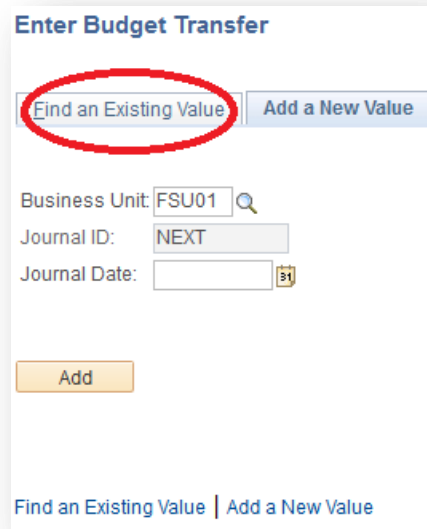 Enter Budget Transfer
Find an Existing Value Add a New Value
Business Unit: FSU01
Journal ID: NEXT
Journal Date: 31
Add
Find an Existing Value | Add a New Value